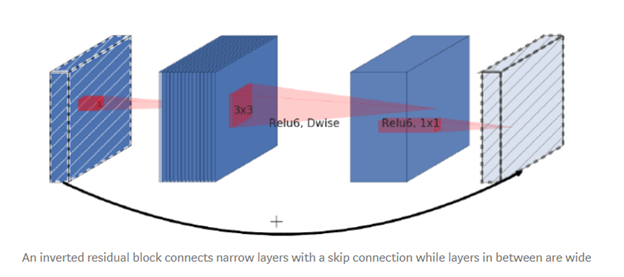 3x3
Relu6, Dwise
Relu6, 1x1
+
An inverted residual block connects narrow layers with a skip connection while layers in between are wide